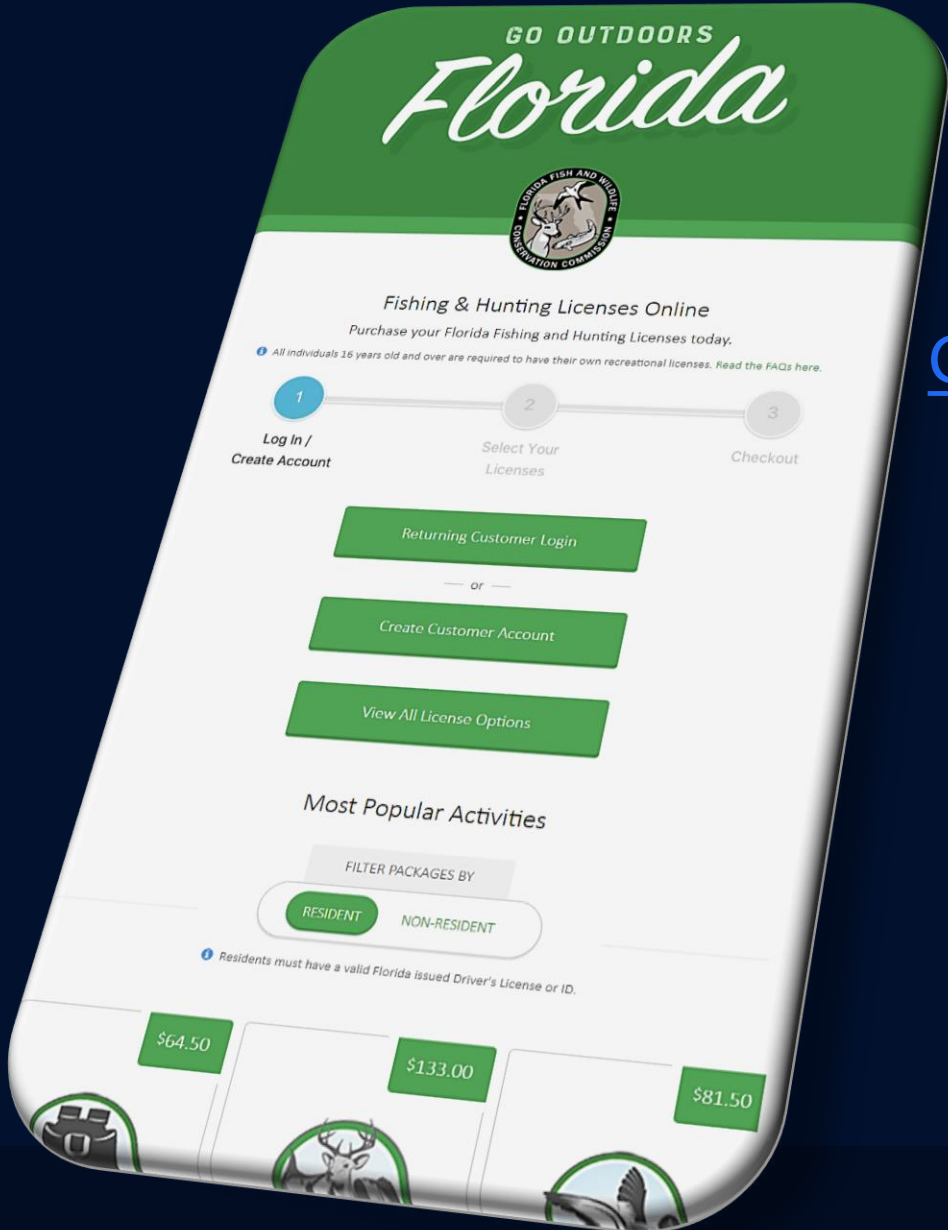 GO OUTDOORS
Florida
FLORIDA FISH AND WILDLIFE
CONSERVATION COMMISSION
Fishing & Hunting Licenses Online
Purchase your Florida Fishing and Hunting Licenses today.
All individuals 16 years old and over are required to have their own recreational licenses. Read the FAQs here.
1
2
3
Log In /
Create Account
Select Your
Licenses
Checkout
Returning Customer Login
or
Create Customer Account
View All License Options
Most Popular Activities
FILTER PACKAGES BY
RESIDENT NON-RESIDENT
Residents must have a valid Florida issued Driver's License or ID.
$64.50
$133.00
$81.50